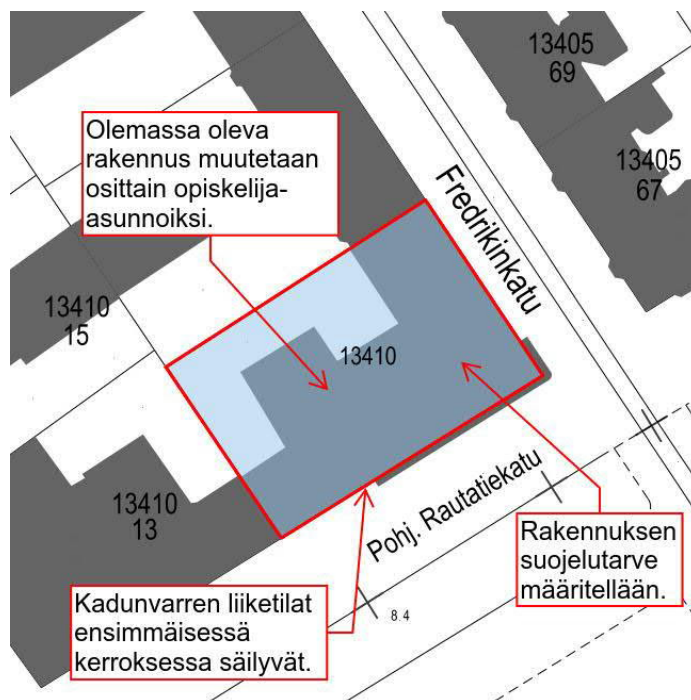 13405
69
Olemassa oleva
rakennus muutetaan
osittain opiskelija-
asunnoiksi.
13405
67
Fredrikinkatu
13410
15
13410
Pohj. Rautatiekatu
13410
13
Rakennuksen
suojelutarve
määritellään.
Kadunvarren liiketilat
ensimmäisessä
kerroksessa säilyvät.
8.4